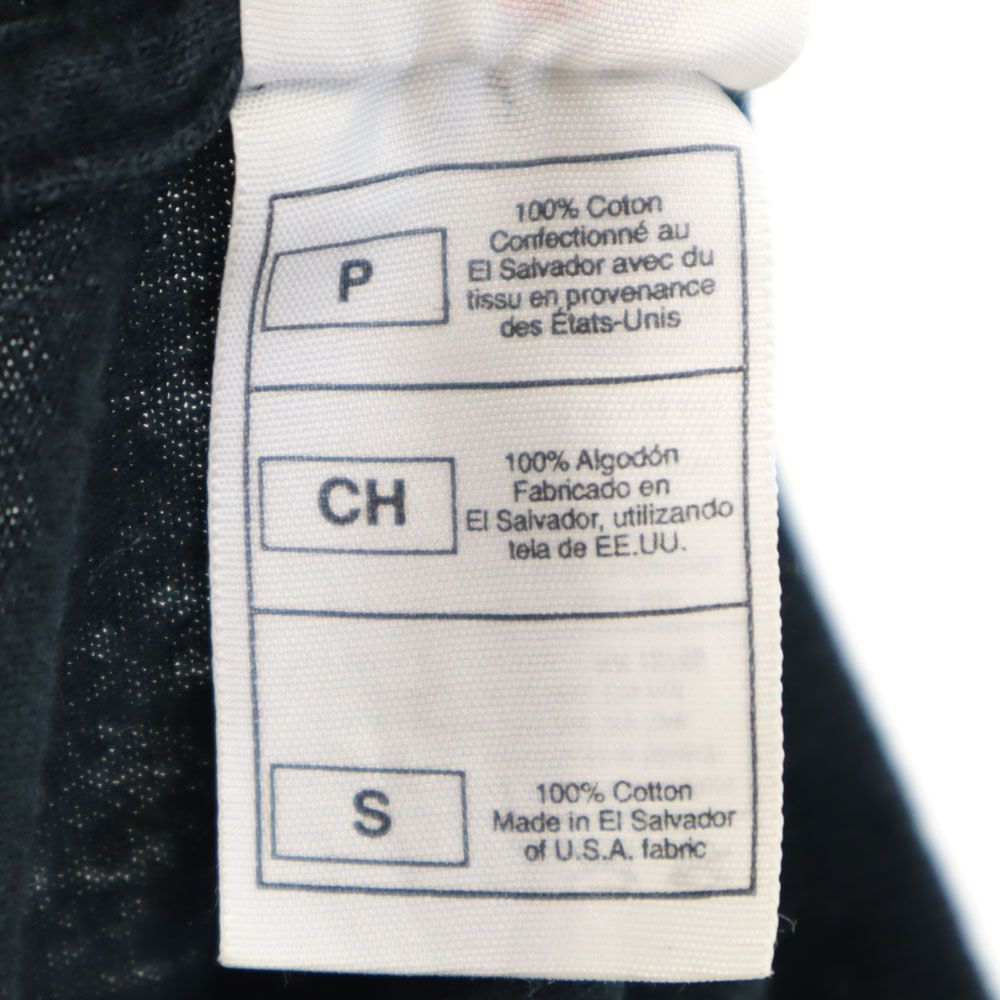 P
100% Coton
Confectionné au
El Salvador avec du
tissu en provenance
des États-Unis
CH
100% Algodón
Fabricado en
El Salvador, utilizando
tela de EE.UU.
S
100% Cotton
Made in El Salvador
of U.S.A. fabric